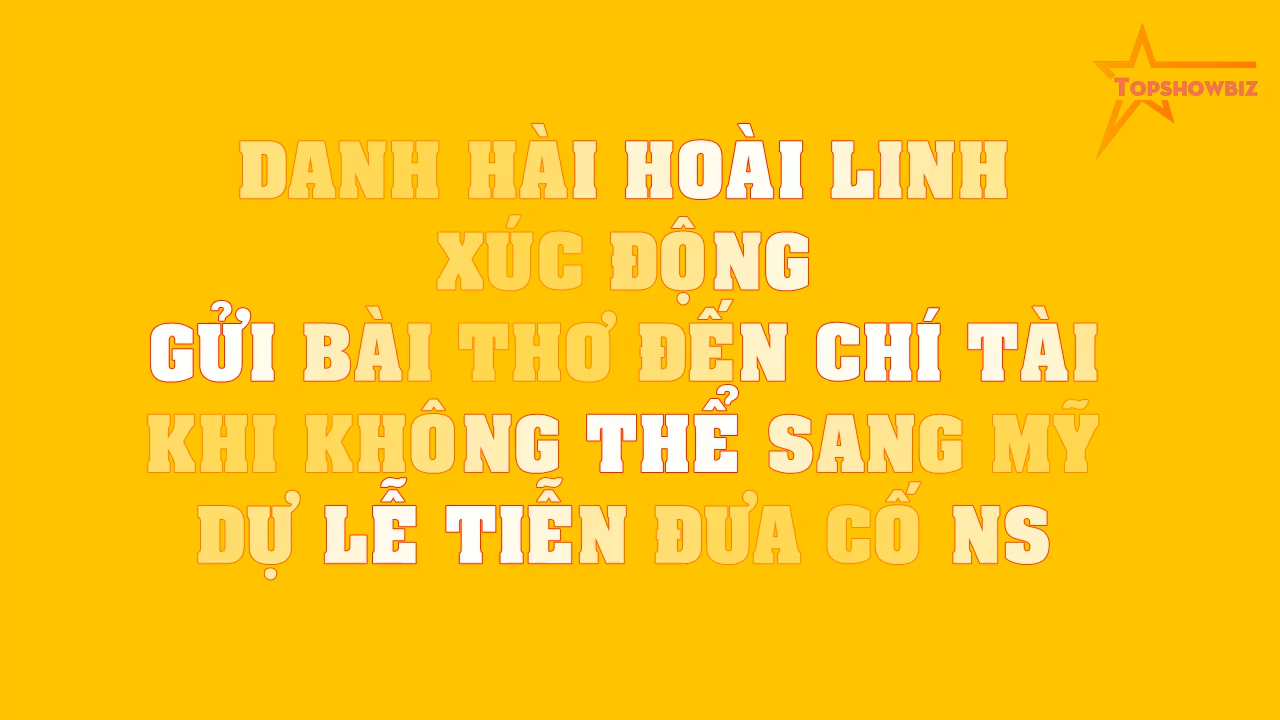 TOPSHOWBIZ
DANH HÀI HOÀI LINH
XÚC ĐỘNG
GỬI BÀI THƠ ĐẾN CHÍ TÀI
KHI KHÔNG THỂ SANG MỸ
DỰ LỄ TIỄN ĐƯA CỐ NS